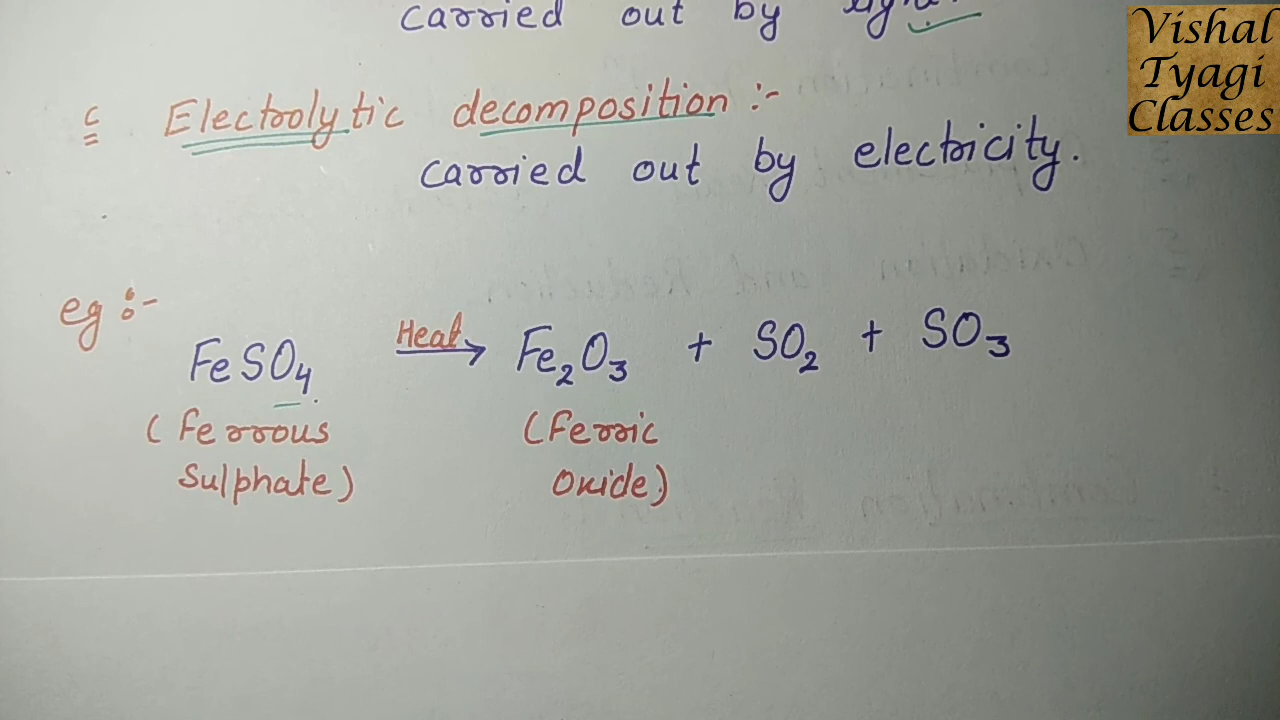 carried out by
Vishal
Tyagi
Classes
c Electrolytic decomposition :-
carried out by electricity.
eg :-
FeSO₄ Heat → Fe₂O₃ + SO₂ + SO₃
(Ferrous (Ferric
Sulphate) Oxide)